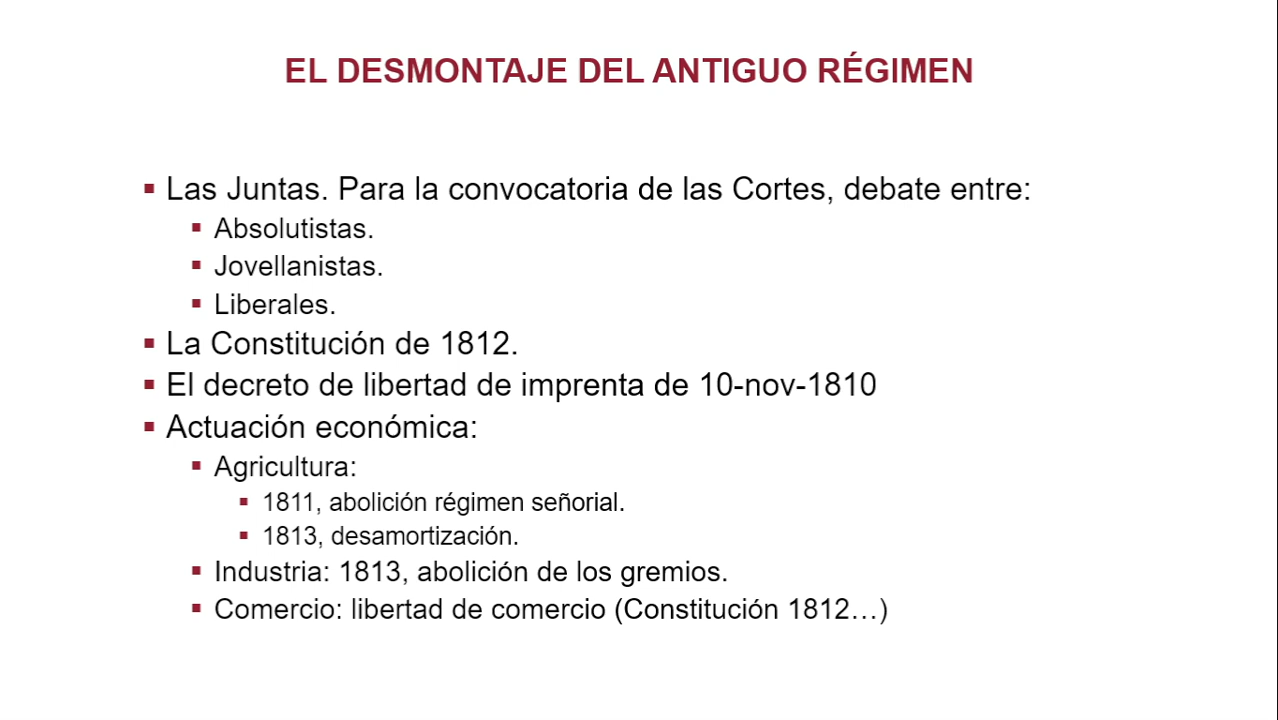 EL DESMONTAJE DEL ANTIGUO RÉGIMEN
Las Juntas. Para la convocatoria de las Cortes, debate entre:
Absolutistas.
Jovellanistas.
Liberales.
La Constitución de 1812.
El decreto de libertad de imprenta de 10-nov-1810
Actuación económica:
Agricultura:
1811, abolición régimen señorial.
1813, desamortización.
Industria: 1813, abolición de los gremios.
Comercio: libertad de comercio (Constitución 1812…)